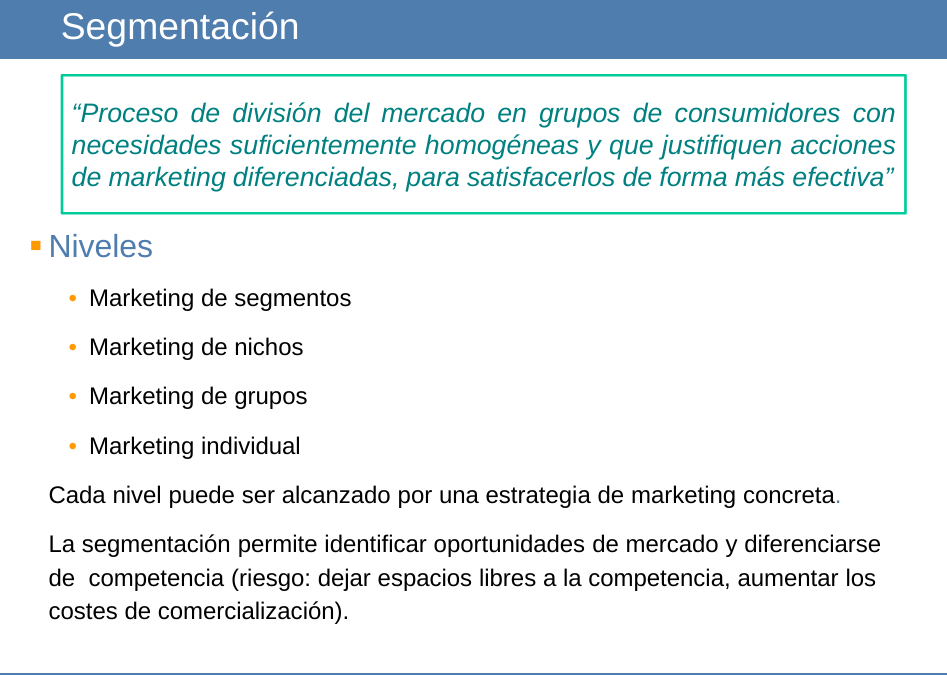 Segmentación
“Proceso de división del mercado en grupos de consumidores con
necesidades suficientemente homogéneas y que justifiquen acciones
de marketing diferenciadas, para satisfacerlos de forma más efectiva”
▪ Niveles
• Marketing de segmentos
• Marketing de nichos
• Marketing de grupos
• Marketing individual
Cada nivel puede ser alcanzado por una estrategia de marketing concreta.
La segmentación permite identificar oportunidades de mercado y diferenciarse
de  competencia (riesgo: dejar espacios libres a la competencia, aumentar los
costes de comercialización).